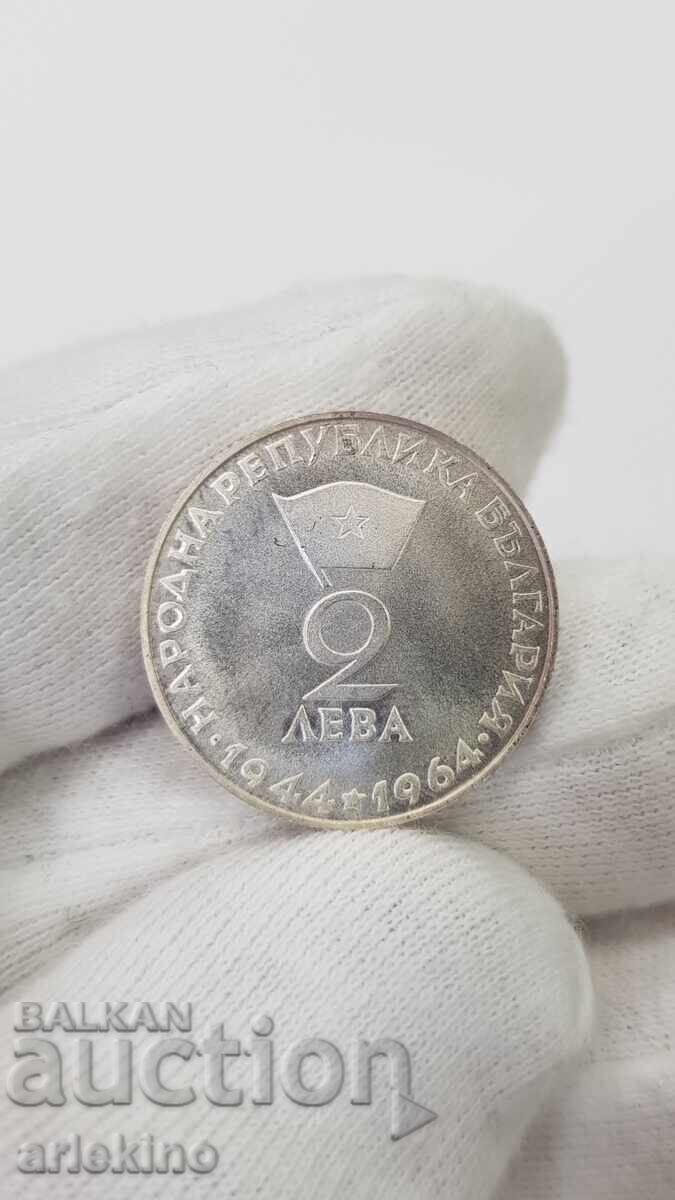 НАРОДНА РЕПУБЛИКА БЪЛГАРИЯ
2
ЛЕВА
· 1944 ★ 1964 ·
BALKAN
auction
arlekino